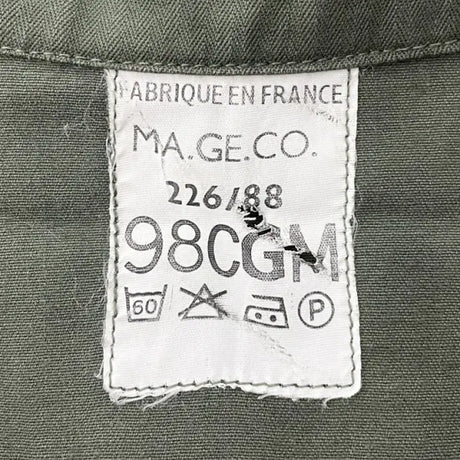 FABRIQUE EN FRANCE
MA.GE.CO.
226/88
98CGM
60 P